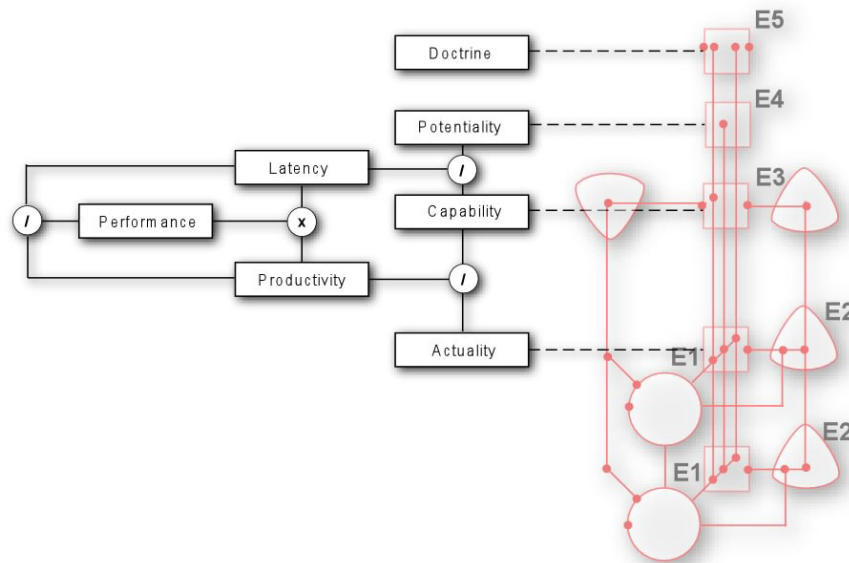 E5
Doctrine
E4
Potentiality
Latency
/
E3
/
Performance
x
Capability
Productivity
/
E2
E1
Actuality
E2
E1